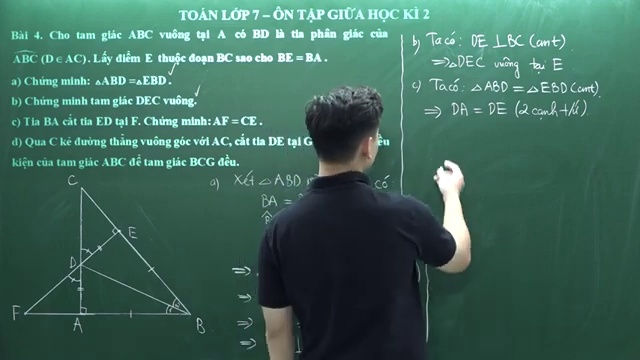 TOÁN LỚP 7 – ÔN TẬP GIỮA HỌC KÌ 2
Bài 4. Cho tam giác ABC vuông tại A có BD là tia phân giác của
ABC (D ∈ AC). Lấy điểm E thuộc đoạn BC sao cho BE = BA.
a) Chứng minh: △ABD = △EBD.
b) Chứng minh tam giác DEC vuông.
c) Tia BA cắt tia ED tại F. Chứng minh: AF = CE.
d) Qua C kẻ đường thẳng vuông góc với AC, cắt tia DE tại G
kiện của tam giác ABC để tam giác BCG đều.
a) Xét △ABD
có
BA =
b) Ta có: DE ⊥ BC (cmt)
⇒ △DEC vuông tại E
c) Ta có: △ABD = △EBD (cmt)
⇒ DA = DE (2 cạnh t/ứ)
C
E
D
F
A
B